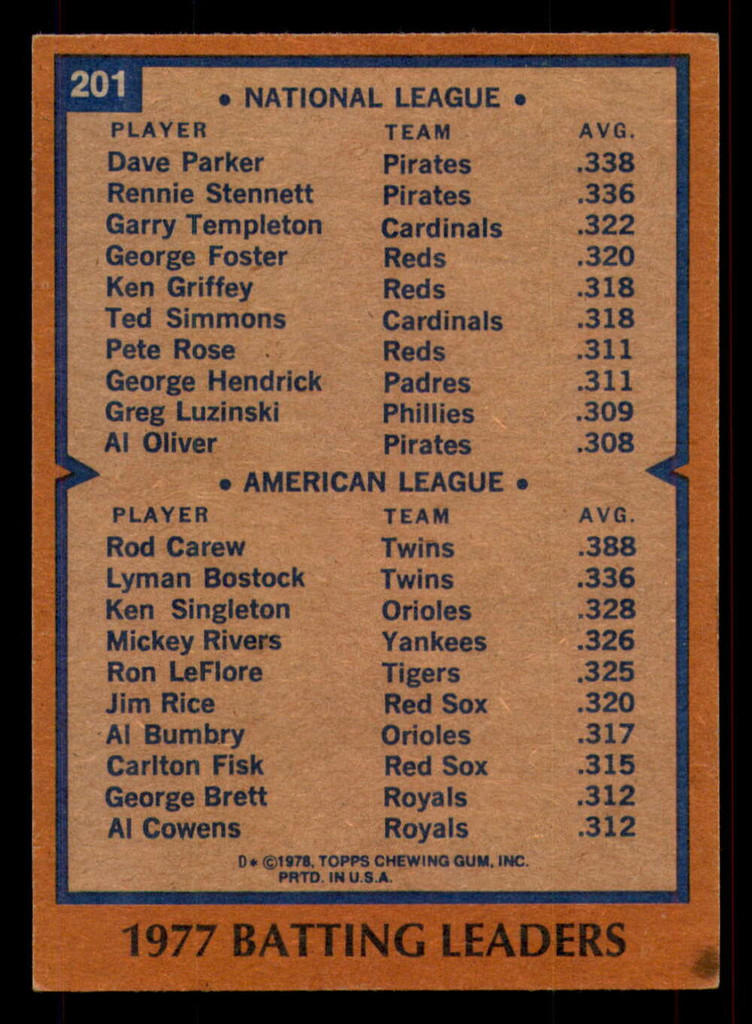 201
• NATIONAL LEAGUE •
PLAYER TEAM AVG.
Dave Parker Pirates .338
Rennie Stennett Pirates .336
Garry Templeton Cardinals .322
George Foster Reds .320
Ken Griffey Reds .318
Ted Simmons Cardinals .318
Pete Rose Reds .311
George Hendrick Padres .311
Greg Luzinski Phillies .309
Al Oliver Pirates .308
• AMERICAN LEAGUE •
PLAYER TEAM AVG.
Rod Carew Twins .388
Lyman Bostock Twins .336
Ken Singleton Orioles .328
Mickey Rivers Yankees .326
Ron LeFlore Tigers .325
Jim Rice Red Sox .320
Al Bumbry Orioles .317
Carlton Fisk Red Sox .315
George Brett Royals .312
Al Cowens Royals .312
D* ©1978, TOPPS CHEWING GUM, INC.
PRTD. IN U.S.A.
1977 BATTING LEADERS